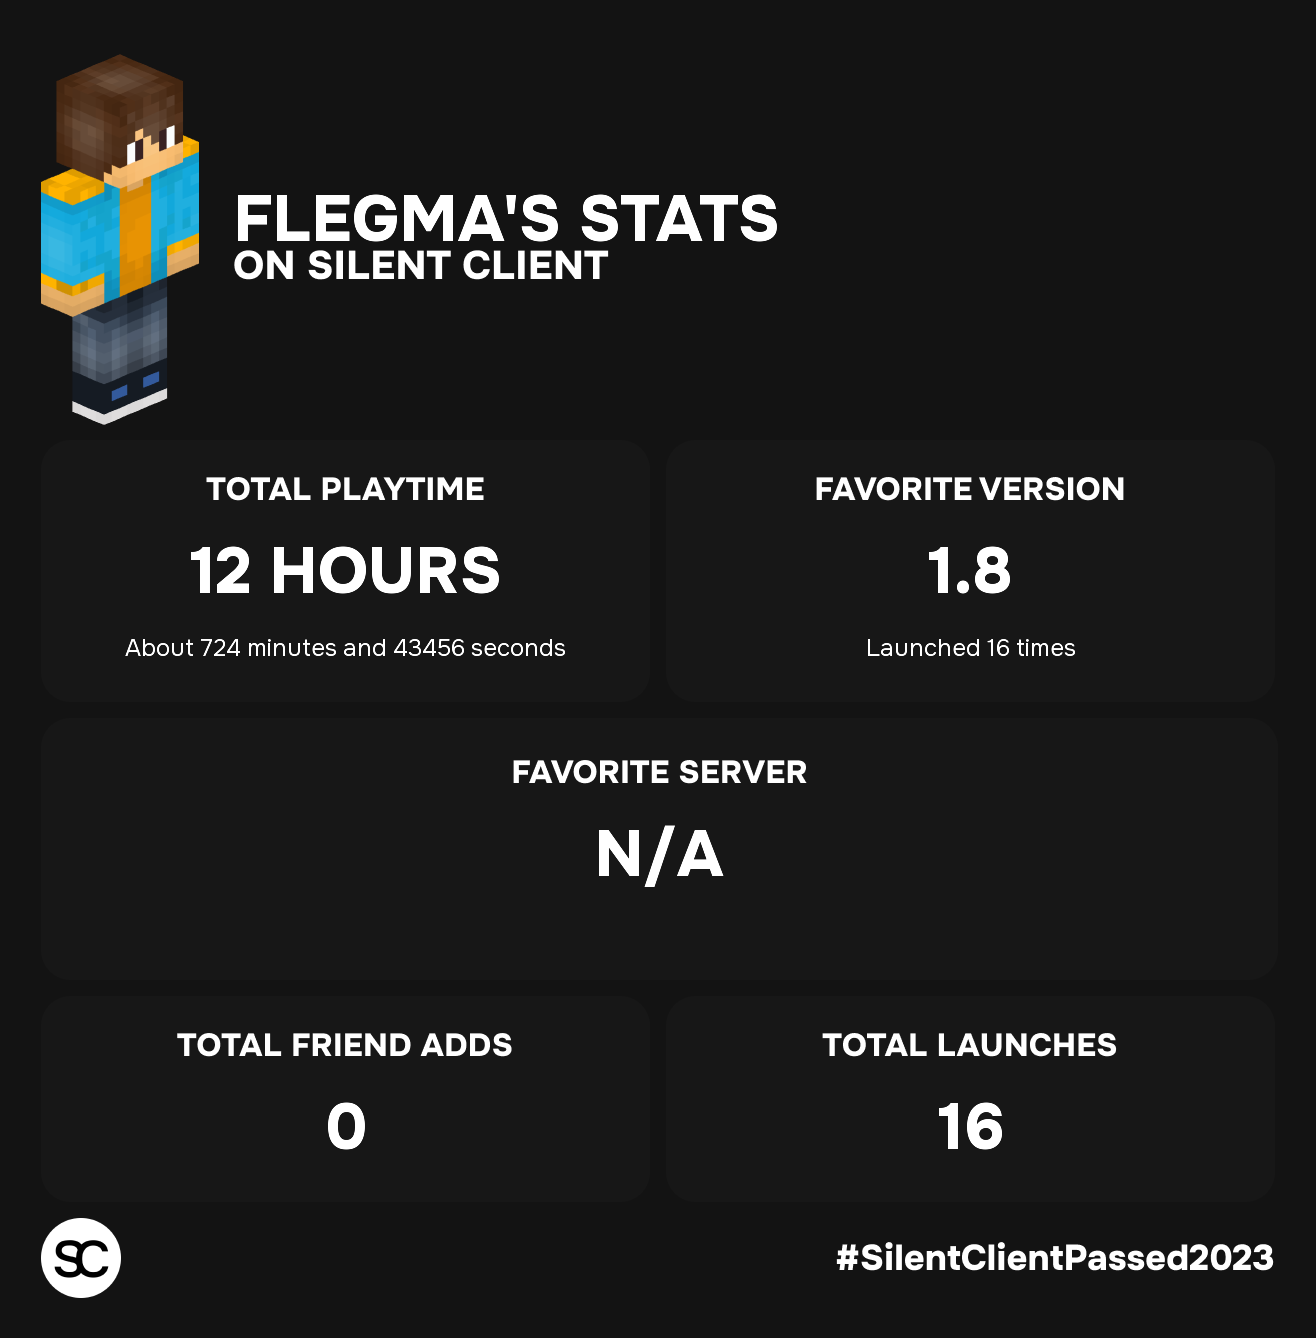 FLEGMA'S STATS
ON SILENT CLIENT
TOTAL PLAYTIME
12 HOURS
About 724 minutes and 43456 seconds
FAVORITE VERSION
1.8
Launched 16 times
FAVORITE SERVER
N/A
TOTAL FRIEND ADDS
0
TOTAL LAUNCHES
16
SC
#SilentClientPassed2023